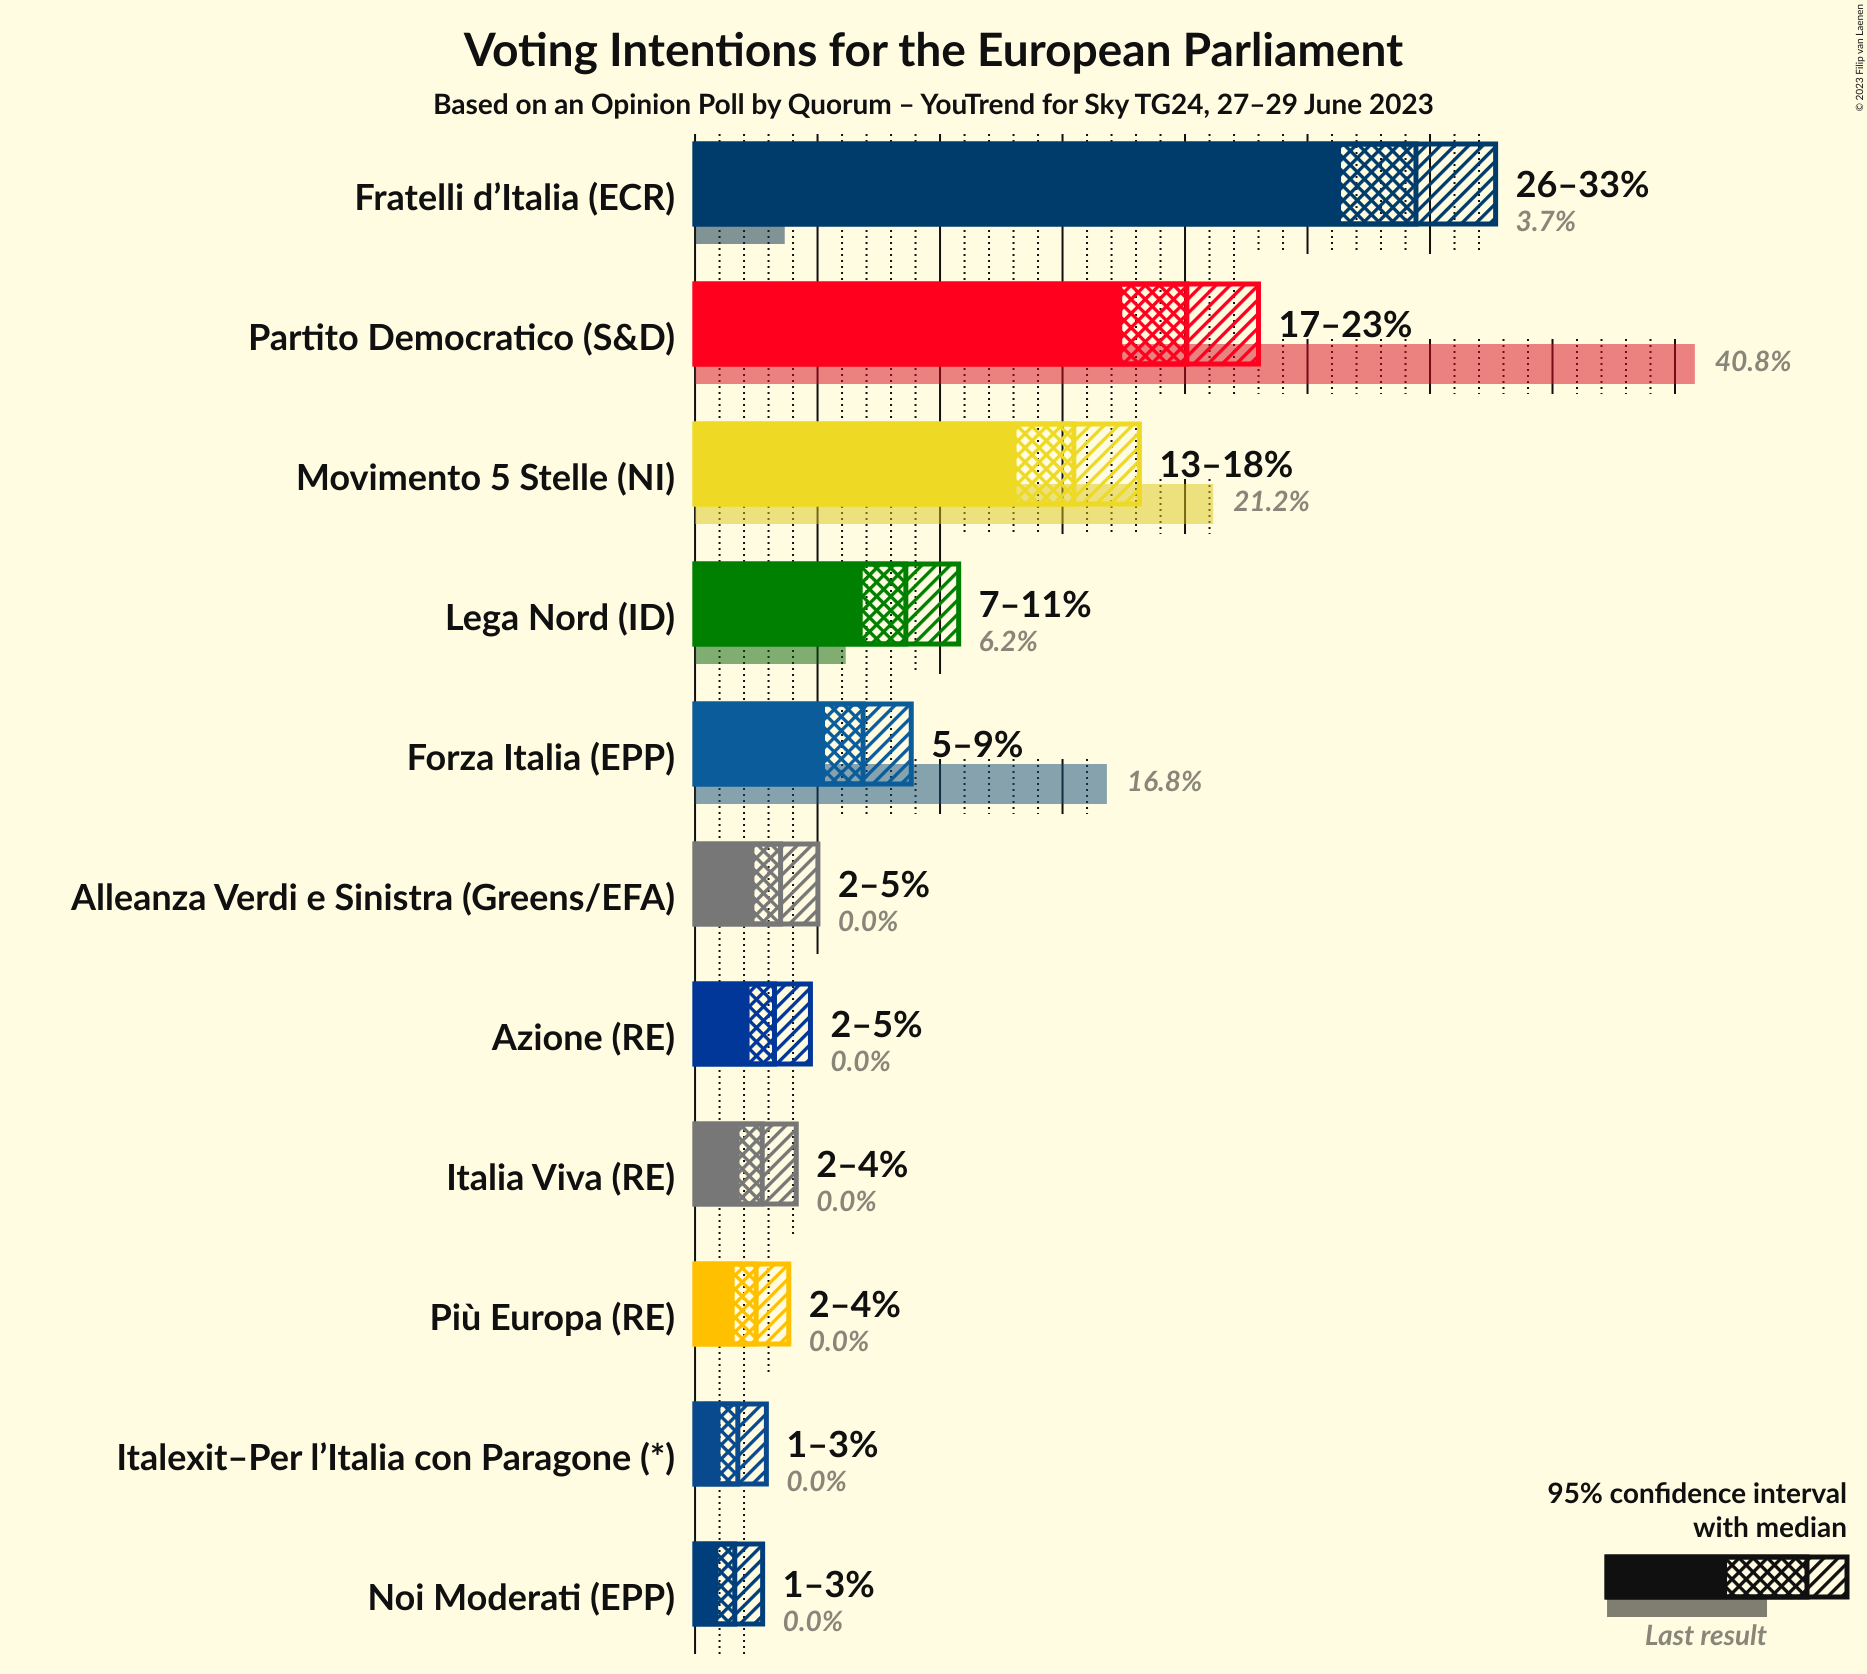 Voting Intentions for the European Parliament
Based on an Opinion Poll by Quorum – YouTrend for Sky TG24, 27–29 June 2023
© 2023 Filip van Laenen
Fratelli d’Italia (ECR)
26–33%
3.7%
Partito Democratico (S&D)
17–23%
40.8%
Movimento 5 Stelle (NI)
13–18%
21.2%
Lega Nord (ID)
7–11%
6.2%
Forza Italia (EPP)
5–9%
16.8%
Alleanza Verdi e Sinistra (Greens/EFA)
2–5%
0.0%
Azione (RE)
2–5%
0.0%
Italia Viva (RE)
2–4%
0.0%
Più Europa (RE)
2–4%
0.0%
Italexit–Per l’Italia con Paragone (*)
1–3%
0.0%
Noi Moderati (EPP)
1–3%
0.0%
95% confidence interval
with median
Last result